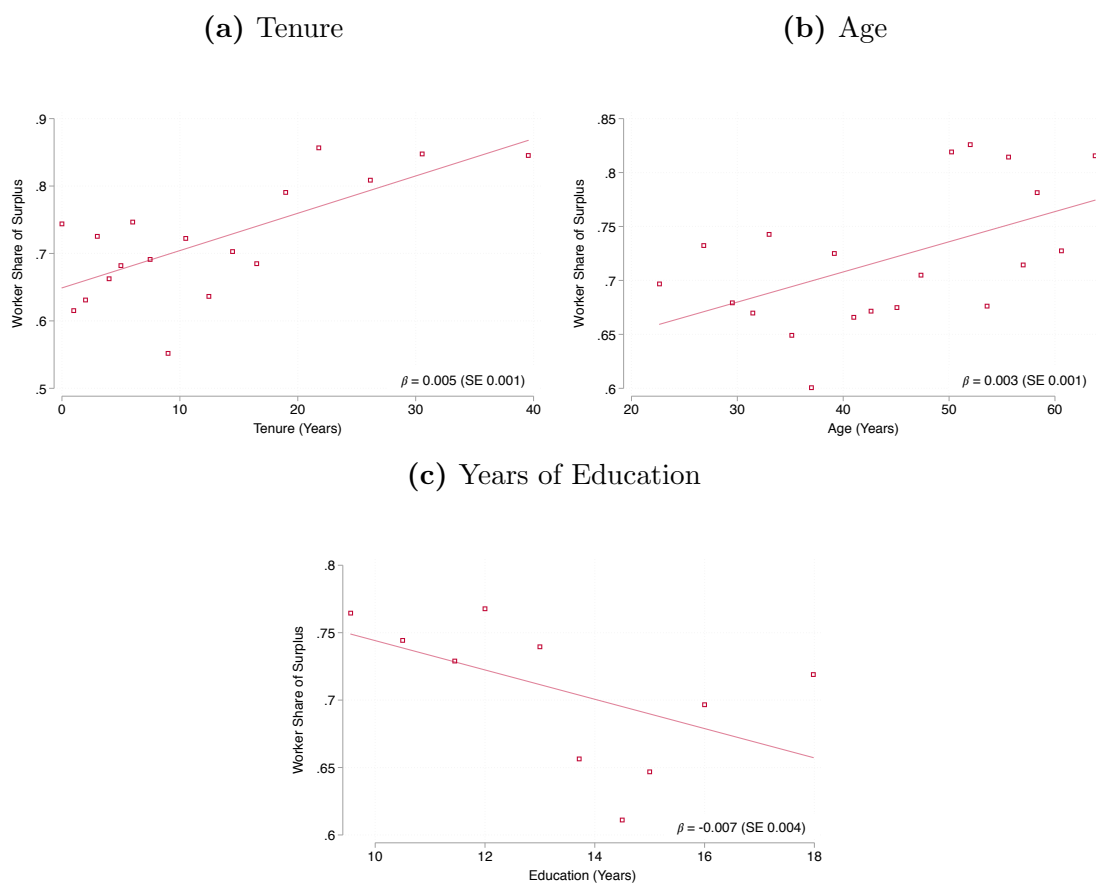 (a) Tenure
(b) Age
.9
.8
.7
.6
.5
Worker Share of Surplus
β = 0.005 (SE 0.001)
0 10 20 30 40
Tenure (Years)
.85
.8
.75
.7
.65
.6
Worker Share of Surplus
β = 0.003 (SE 0.001)
20 30 40 50 60
Age (Years)
(c) Years of Education
.8
.75
.7
.65
.6
Worker Share of Surplus
β = -0.007 (SE 0.004)
10 12 14 16 18
Education (Years)